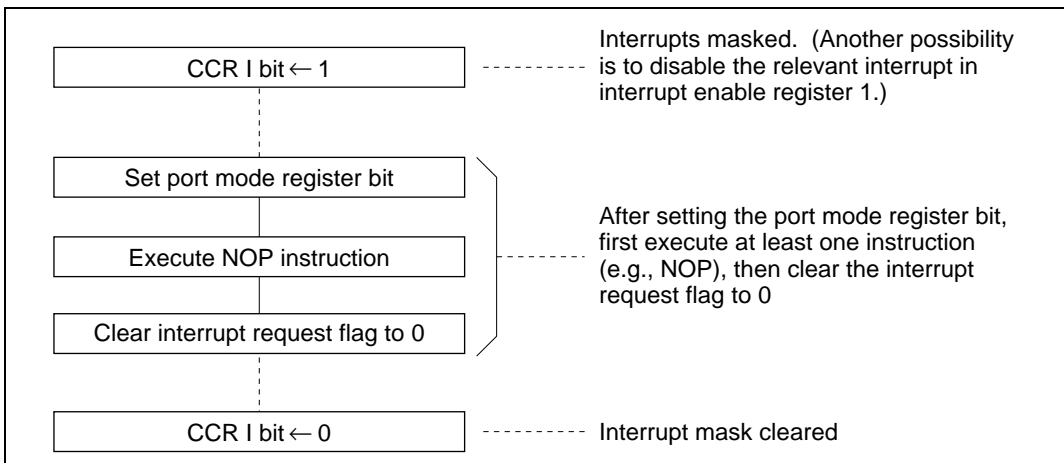 CCR I bit ← 1
Interrupts masked. (Another possibility
is to disable the relevant interrupt in
interrupt enable register 1.)
Set port mode register bit
Execute NOP instruction
Clear interrupt request flag to 0
After setting the port mode register bit,
first execute at least one instruction
(e.g., NOP), then clear the interrupt
request flag to 0
CCR I bit ← 0
Interrupt mask cleared